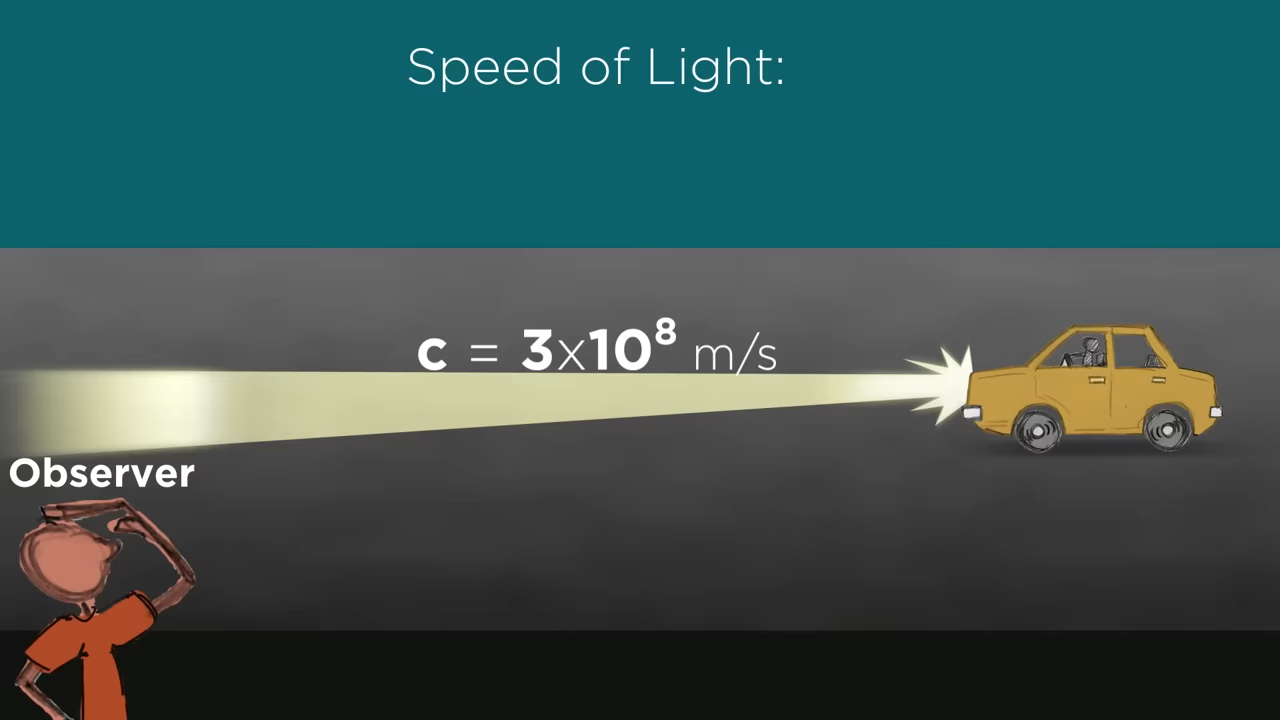 Speed of Light:
c = 3x10⁸ m/s
Observer